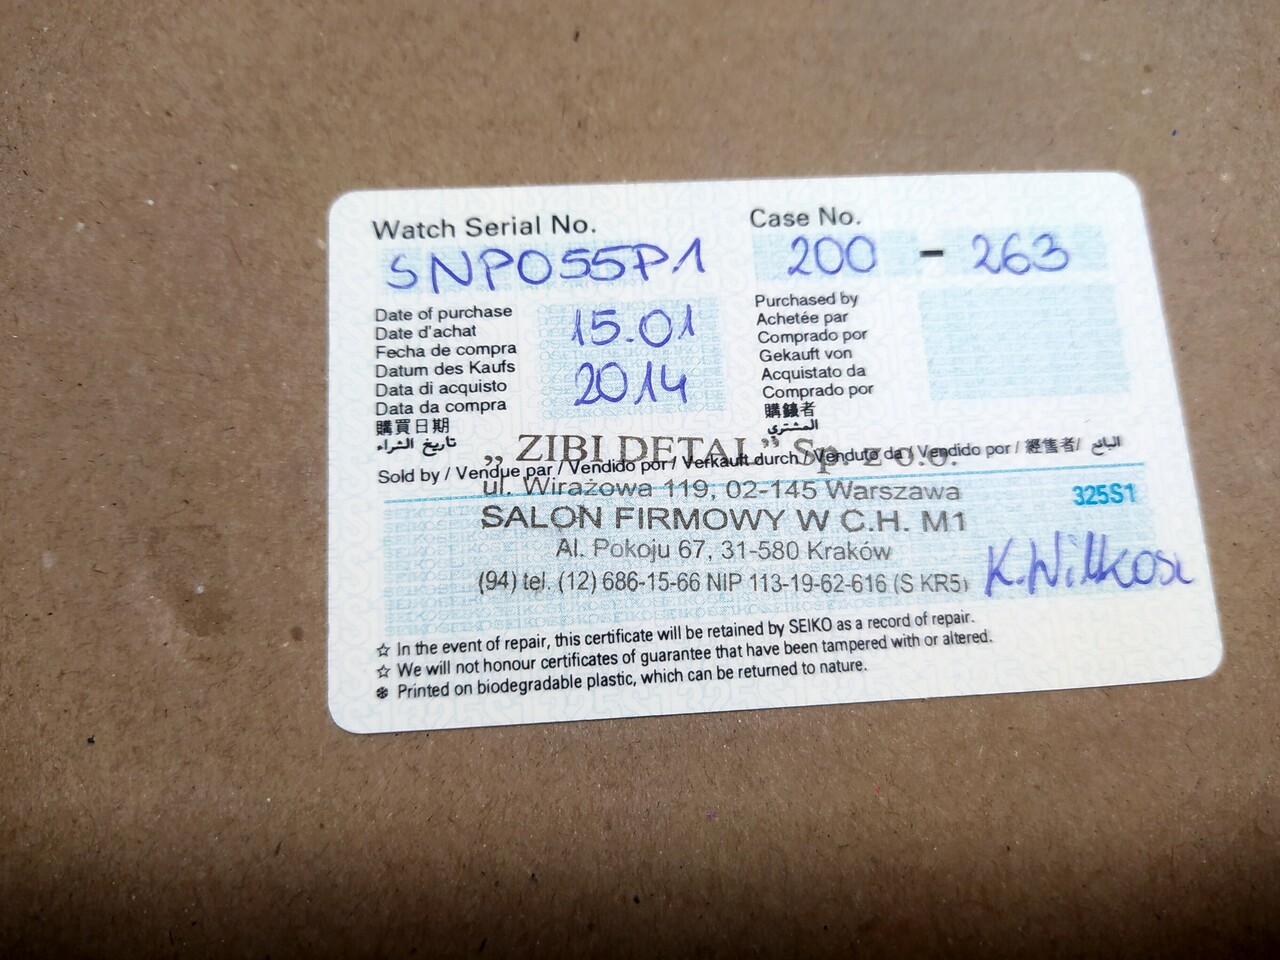 Watch Serial No.
SNP055P1
Case No.
200 - 263
Date of purchase
Date d'achat
Fecha de compra
Datum des Kaufs
Data di acquisto
Data da compra
購買日期
تاريخ الشراء
15.01
2014
Purchased by
Achetée par
Comprado por
Gekauft von
Acquistato da
Comprado por
購錶者
المشتري
„ ZIBI DETAL” Sp. z o.o.
Sold by / Vendue par / Vendido por / Verkauft durch / Venduto da / Vendido por / 經售者/ البائع
ul. Wirażowa 119, 02-145 Warszawa
325S1
SALON FIRMOWY W C.H. M1
Al. Pokoju 67, 31-580 Kraków
(94) tel. (12) 686-15-66 NIP 113-19-62-616 (S KR5)
☆ In the event of repair, this certificate will be retained by SEIKO as a record of repair.
☆ We will not honour certificates of guarantee that have been tampered with or altered.
❃ Printed on biodegradable plastic, which can be returned to nature.